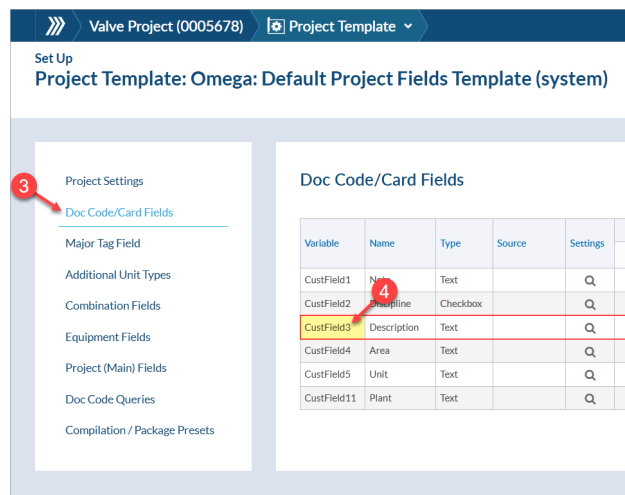 Valve Project (0005678) Project Template
Set Up
Project Template: Omega: Default Project Fields Template (system)
3
Project Settings
Doc Code/Card Fields
Major Tag Field
Additional Unit Types
Combination Fields
Equipment Fields
Project (Main) Fields
Doc Code Queries
Compilation / Package Presets
Doc Code/Card Fields
Variable Name Type Source Settings
CustField1 Text
4
CustField2 Discipline Checkbox
CustField3 Description Text
CustField4 Area Text
CustField5 Unit Text
CustField11 Plant Text